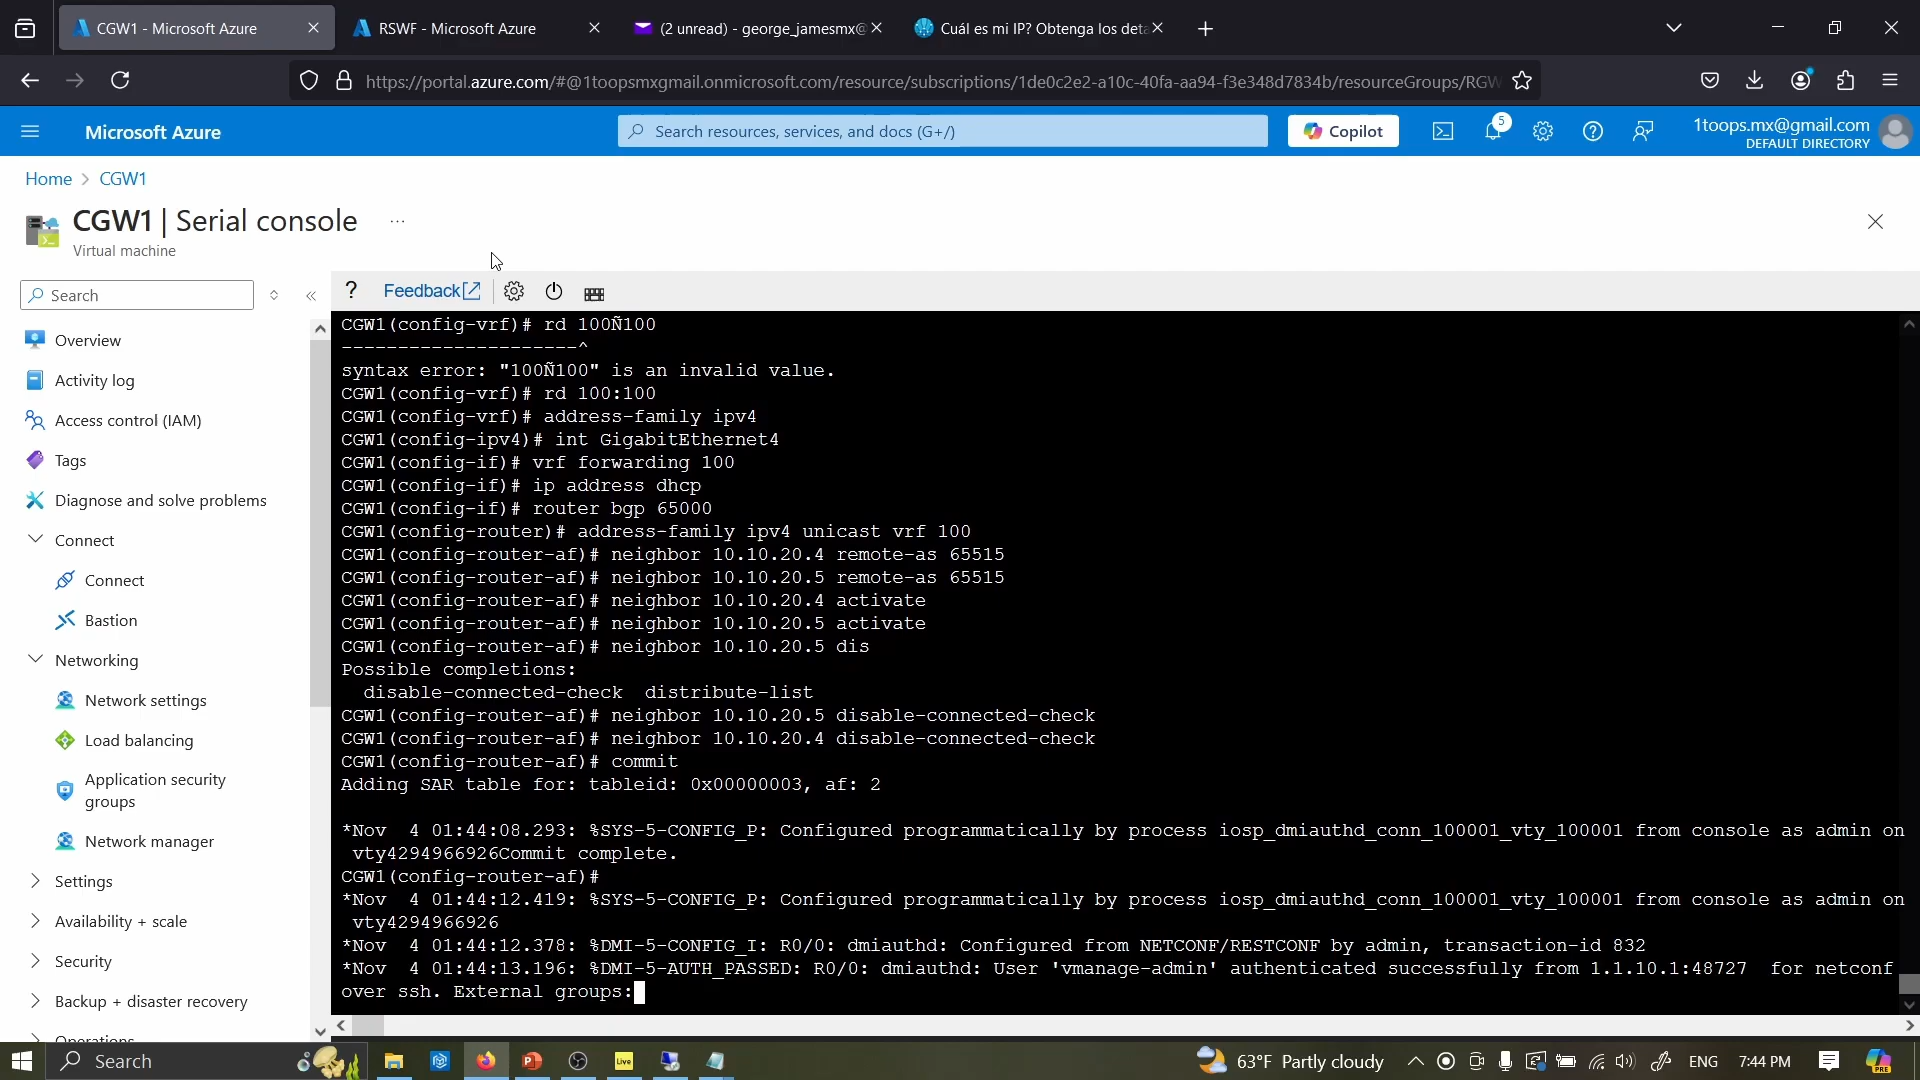 CGW1 - Microsoft Azure
RSWF - Microsoft Azure
(2 unread) - george_jamesmx@
Cuál es mi IP? Obtenga los deta
https://portal.azure.com/#@1toopsmxgmail.onmicrosoft.com/resource/subscriptions/1de0c2e2-a10c-40fa-aa94-f3e348d7834b/resourceGroups/RGW
Microsoft Azure
Search resources, services, and docs (G+/)
Copilot
5
1toops.mx@gmail.com
DEFAULT DIRECTORY
Home > CGW1
CGW1 | Serial console
Virtual machine
Search
? Feedback
Overview
Activity log
Access control (IAM)
Tags
Diagnose and solve problems
Connect
Connect
Bastion
Networking
Network settings
Load balancing
Application security
groups
Network manager
Settings
Availability + scale
Security
Backup + disaster recovery
Operations
CGW1(config-vrf)# rd 100Ñ100
---------------------^
syntax error: "100Ñ100" is an invalid value.
CGW1(config-vrf)# rd 100:100
CGW1(config-vrf)# address-family ipv4
CGW1(config-ipv4)# int GigabitEthernet4
CGW1(config-if)# vrf forwarding 100
CGW1(config-if)# ip address dhcp
CGW1(config-if)# router bgp 65000
CGW1(config-router)# address-family ipv4 unicast vrf 100
CGW1(config-router-af)# neighbor 10.10.20.4 remote-as 65515
CGW1(config-router-af)# neighbor 10.10.20.5 remote-as 65515
CGW1(config-router-af)# neighbor 10.10.20.4 activate
CGW1(config-router-af)# neighbor 10.10.20.5 activate
CGW1(config-router-af)# neighbor 10.10.20.5 dis
Possible completions:
disable-connected-check distribute-list
CGW1(config-router-af)# neighbor 10.10.20.5 disable-connected-check
CGW1(config-router-af)# neighbor 10.10.20.4 disable-connected-check
CGW1(config-router-af)# commit
Adding SAR table for: tableid: 0x00000003, af: 2
*Nov 4 01:44:08.293: %SYS-5-CONFIG_P: Configured programmatically by process iosp_dmiauthd_conn_100001_vty_100001 from console as admin on
vty4294966926Commit complete.
CGW1(config-router-af)#
*Nov 4 01:44:12.419: %SYS-5-CONFIG_P: Configured programmatically by process iosp_dmiauthd_conn_100001_vty_100001 from console as admin on
vty4294966926
*Nov 4 01:44:12.378: %DMI-5-CONFIG_I: R0/0: dmiauthd: Configured from NETCONF/RESTCONF by admin, transaction-id 832
*Nov 4 01:44:13.196: %DMI-5-AUTH_PASSED: R0/0: dmiauthd: User 'vmanage-admin' authenticated successfully from 1.1.10.1:48727 for netconf
over ssh. External groups:
Search
Live
63°F Partly cloudy
ENG
7:44 PM
PRE